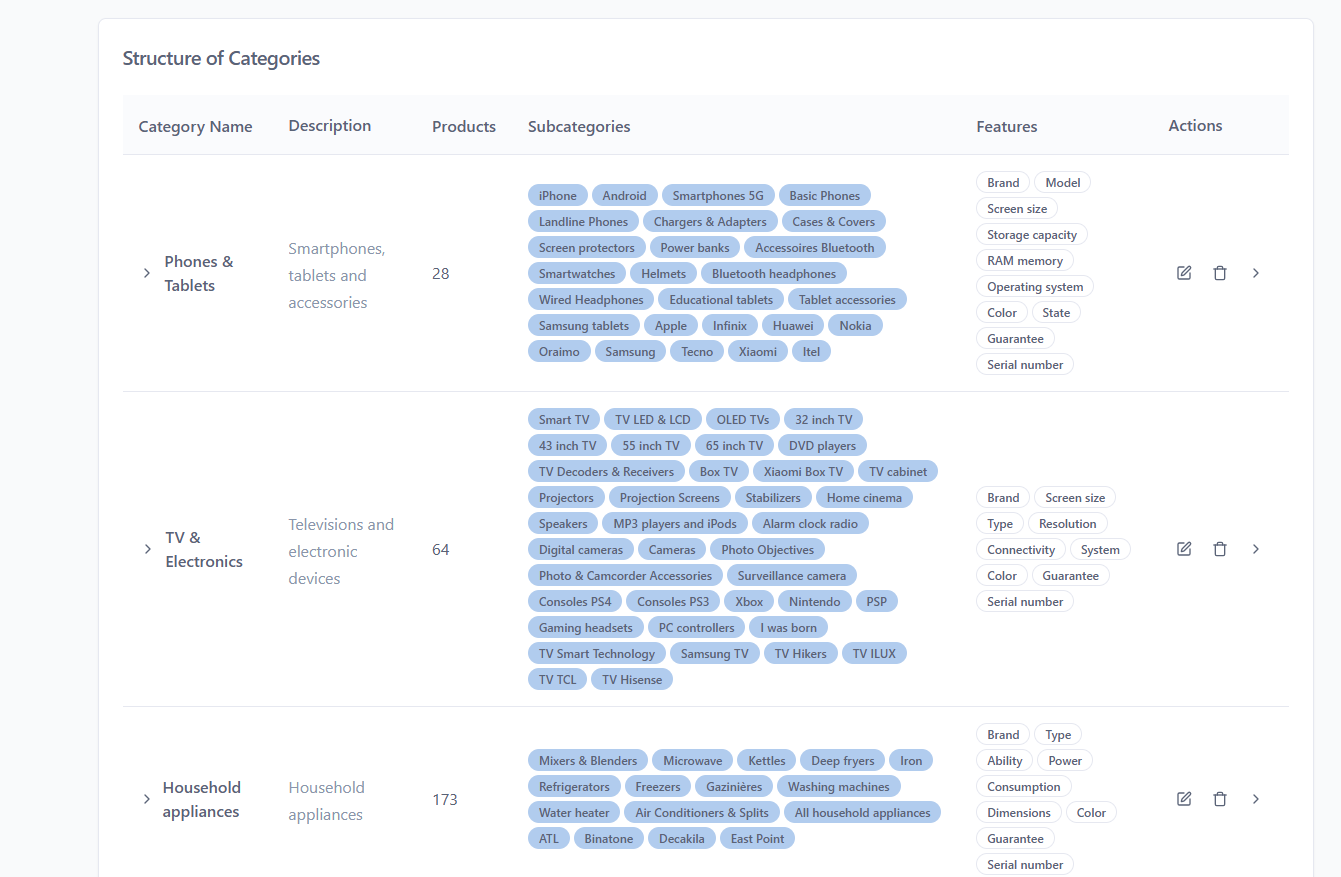 Structure of Categories
Category Name Description Products Subcategories Features Actions
Phones & Tablets
Smartphones, tablets and accessories
28
iPhone Android Smartphones 5G Basic Phones
Landline Phones Chargers & Adapters Cases & Covers
Screen protectors Power banks Accessoires Bluetooth
Smartwatches Helmets Bluetooth headphones
Wired Headphones Educational tablets Tablet accessories
Samsung tablets Apple Infinix Huawei Nokia
Oraimo Samsung Tecno Xiaomi Itel
Brand Model
Screen size
Storage capacity
RAM memory
Operating system
Color State
Guarantee
Serial number
TV & Electronics
Televisions and electronic devices
64
Smart TV TV LED & LCD OLED TVs 32 inch TV
43 inch TV 55 inch TV 65 inch TV DVD players
TV Decoders & Receivers Box TV Xiaomi Box TV TV cabinet
Projectors Projection Screens Stabilizers Home cinema
Speakers MP3 players and iPods Alarm clock radio
Digital cameras Cameras Photo Objectives
Photo & Camcorder Accessories Surveillance camera
Consoles PS4 Consoles PS3 Xbox Nintendo PSP
Gaming headsets PC controllers I was born
TV Smart Technology Samsung TV TV Hikers TV ILUX
TV TCL TV Hisense
Brand Screen size
Type Resolution
Connectivity System
Color Guarantee
Serial number
Household appliances
Household appliances
173
Mixers & Blenders Microwave Kettles Deep fryers Iron
Refrigerators Freezers Gazinières Washing machines
Water heater Air Conditioners & Splits All household appliances
ATL Binatone Decakila East Point
Brand Type
Ability Power
Consumption
Dimensions Color
Guarantee
Serial number